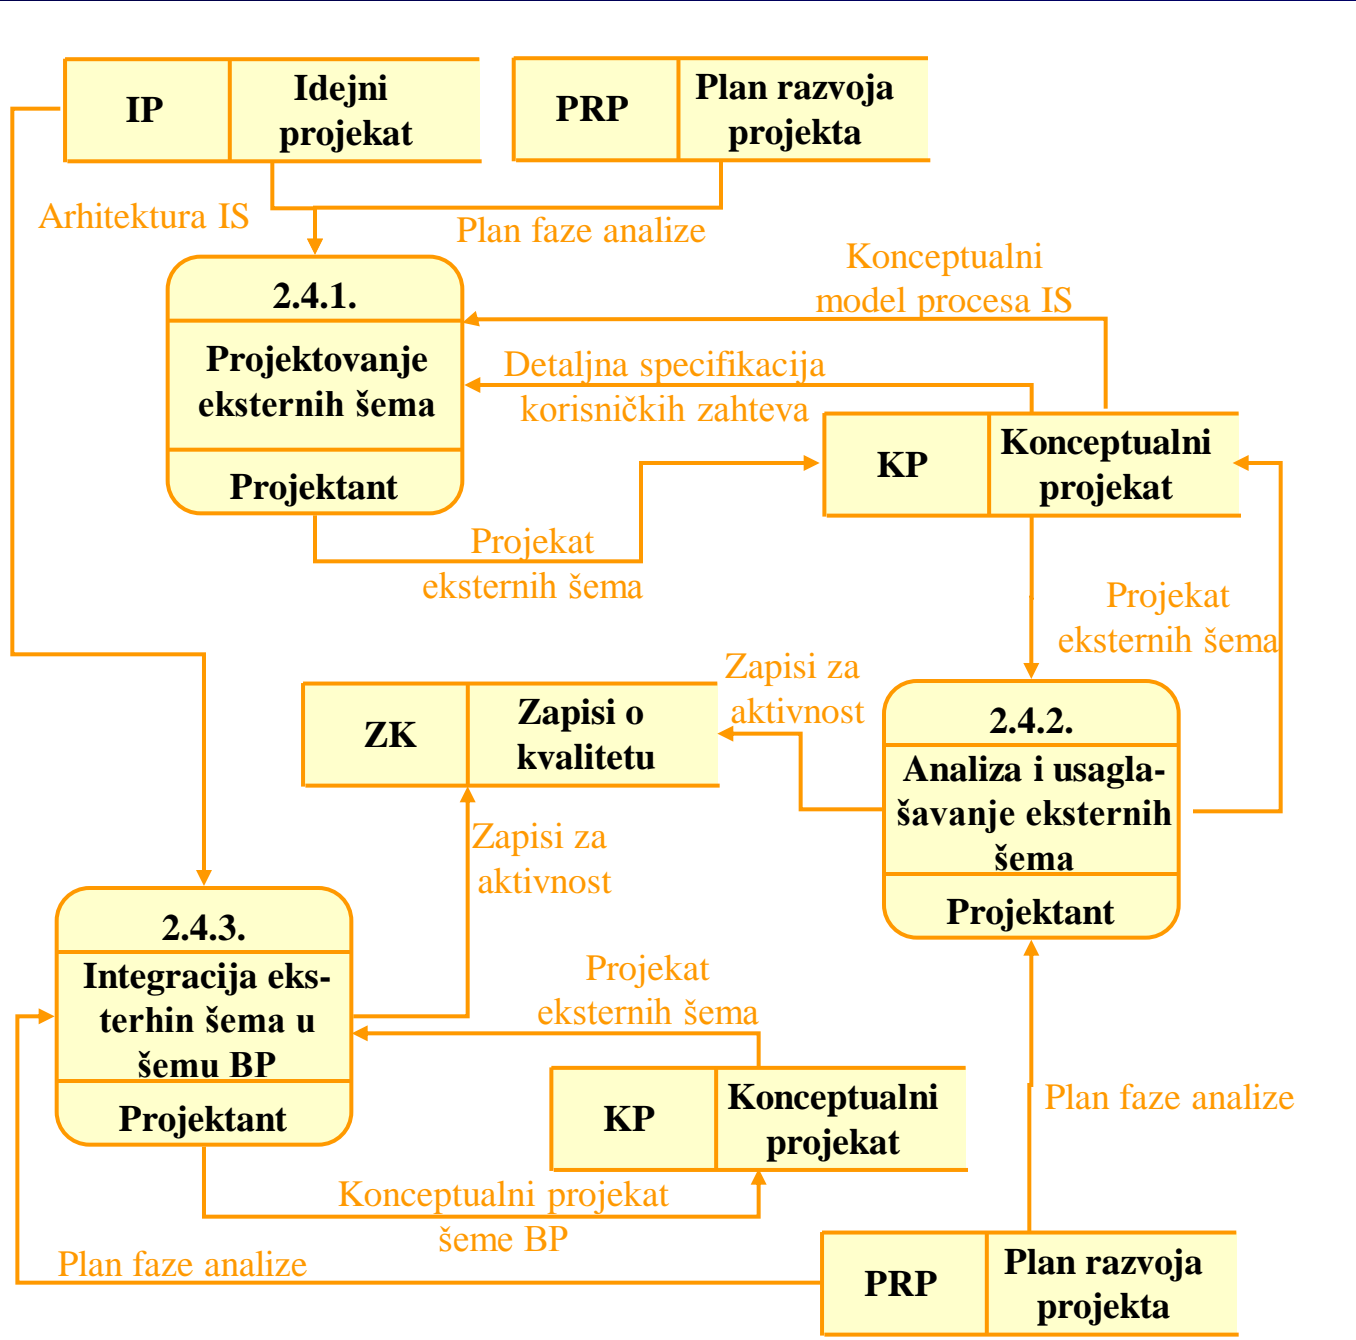 IP
Idejni
projekat
PRP
Plan razvoja
projekta
Arhitektura IS
Plan faze analize
2.4.1.
Projektovanje
eksternih šema
Projektant
Konceptualni
model procesa IS
Detaljna specifikacija
korisničkih zahteva
KP
Konceptualni
projekat
Projekat
eksternih šema
Projekat
eksternih šema
Zapisi za
aktivnost
ZK
Zapisi o
kvalitetu
2.4.2.
Analiza i usagla-
šavanje eksternih
šema
Projektant
Zapisi za
aktivnost
2.4.3.
Integracija eks-
terhin šema u
šemu BP
Projektant
Projekat
eksternih šema
KP
Konceptualni
projekat
Plan faze analize
Konceptualni projekat
šeme BP
Plan faze analize
PRP
Plan razvoja
projekta